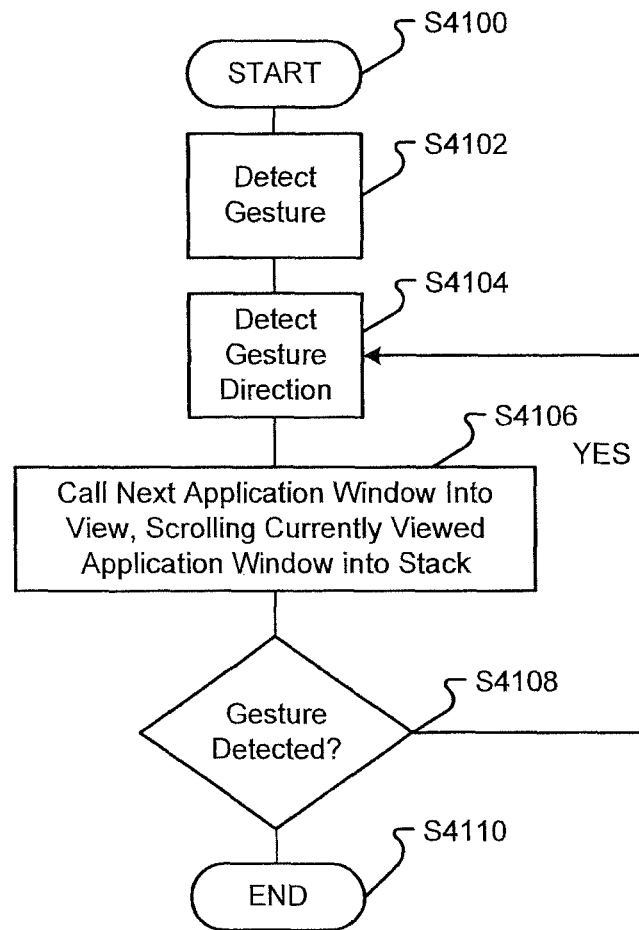 S4100
START
S4102
Detect
Gesture
S4104
Detect
Gesture
Direction
S4106
YES
Call Next Application Window Into
View, Scrolling Currently Viewed
Application Window into Stack
S4108
Gesture
Detected?
S4110
END